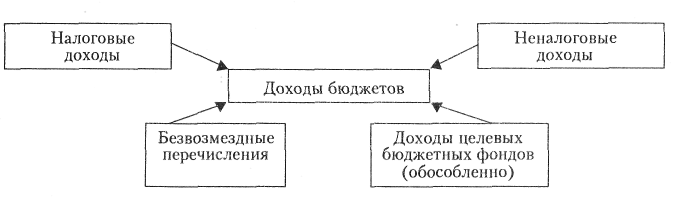 Налоговые
доходы
Неналоговые
доходы
Доходы бюджетов
Безвозмездные
перечисления
Доходы целевых
бюджетных фондов
(обособленно)